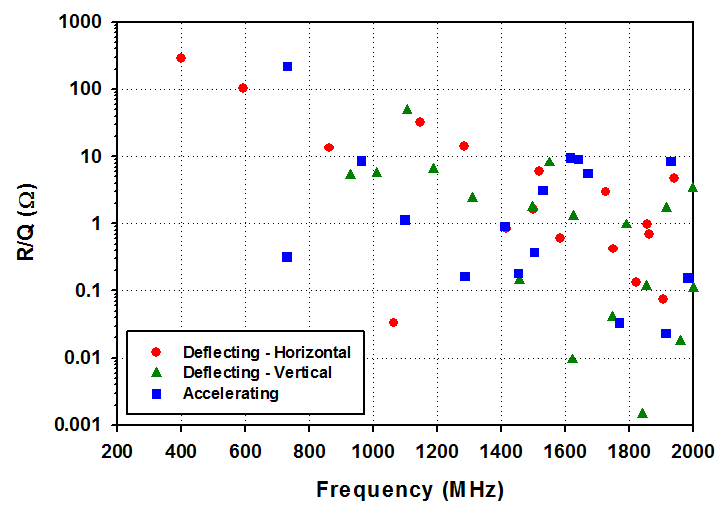 1000
100
10
1
0.1
0.01
0.001
R/Q (Ω)
Deflecting - Horizontal
Deflecting - Vertical
Accelerating
200 400 600 800 1000 1200 1400 1600 1800 2000
Frequency (MHz)